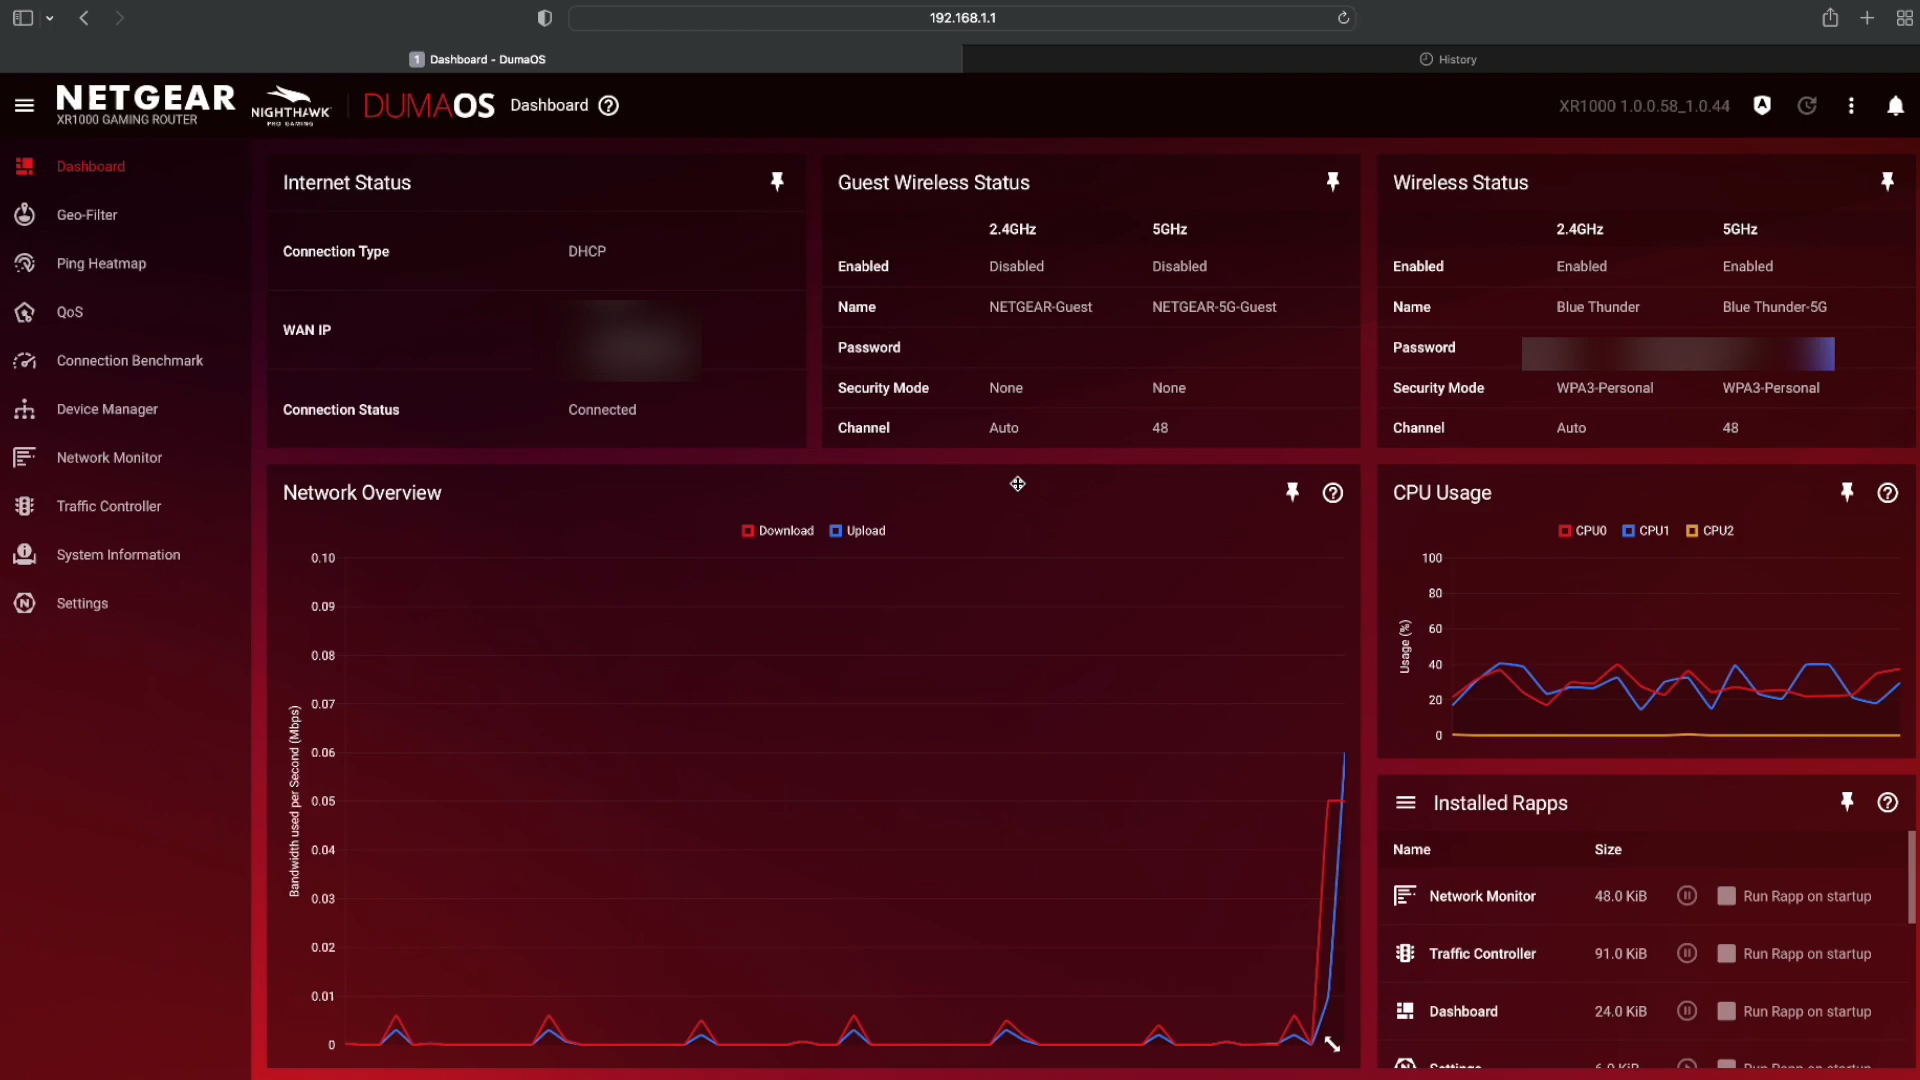 192.168.1.1
1 Dashboard - DumaOS
History
NETGEAR
XR1000 GAMING ROUTER
NIGHTHAWK
PRO GAMING
DUMAOS
Dashboard
XR1000 1.0.0.58_1.0.44
Dashboard
Geo-Filter
Ping Heatmap
QoS
Connection Benchmark
Device Manager
Network Monitor
Traffic Controller
System Information
Settings
Internet Status
Connection Type DHCP
WAN IP
Connection Status Connected
Guest Wireless Status
2.4GHz 5GHz
Enabled Disabled Disabled
Name NETGEAR-Guest NETGEAR-5G-Guest
Password
Security Mode None None
Channel Auto 48
Wireless Status
2.4GHz 5GHz
Enabled Enabled Enabled
Name Blue Thunder Blue Thunder-5G
Password
Security Mode WPA3-Personal WPA3-Personal
Channel Auto 48
Network Overview
Download Upload
Bandwidth used per Second (Mbps)
0.10
0.09
0.08
0.07
0.06
0.05
0.04
0.03
0.02
0.01
0
CPU Usage
CPU0 CPU1 CPU2
Usage (%)
100
80
60
40
20
0
Installed Rapps
Name Size
Network Monitor 48.0 KiB Run Rapp on startup
Traffic Controller 91.0 KiB Run Rapp on startup
Dashboard 24.0 KiB Run Rapp on startup